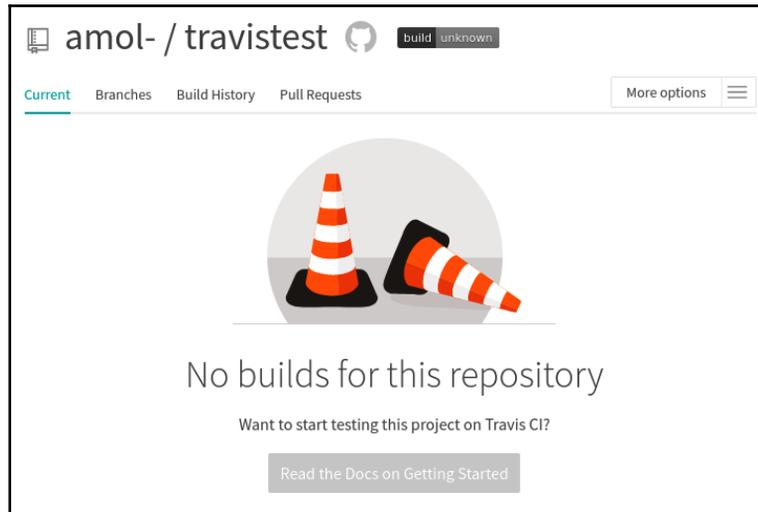 amol- / travistest build unknown
Current Branches Build History Pull Requests More options
No builds for this repository
Want to start testing this project on Travis CI?
Read the Docs on Getting Started